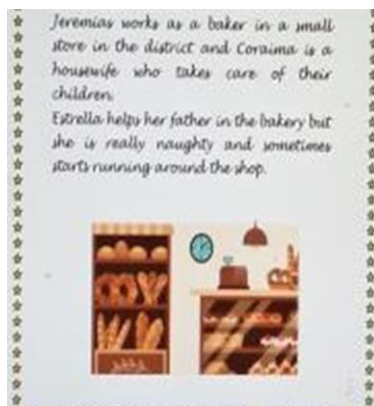 Jeremias works as a baker in a small
store in the district and Coraima is a
housewife who takes care of their
children.
Estrella helps her father in the bakery but
she is really naughty and sometimes
starts running around the shop.